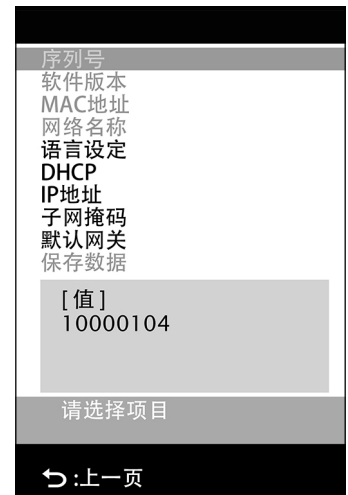 序列号
软件版本
MAC地址
网络名称
语言设定
DHCP
IP地址
子网掩码
默认网关
保存数据
[值]
10000104
请选择项目
⮌:上一页